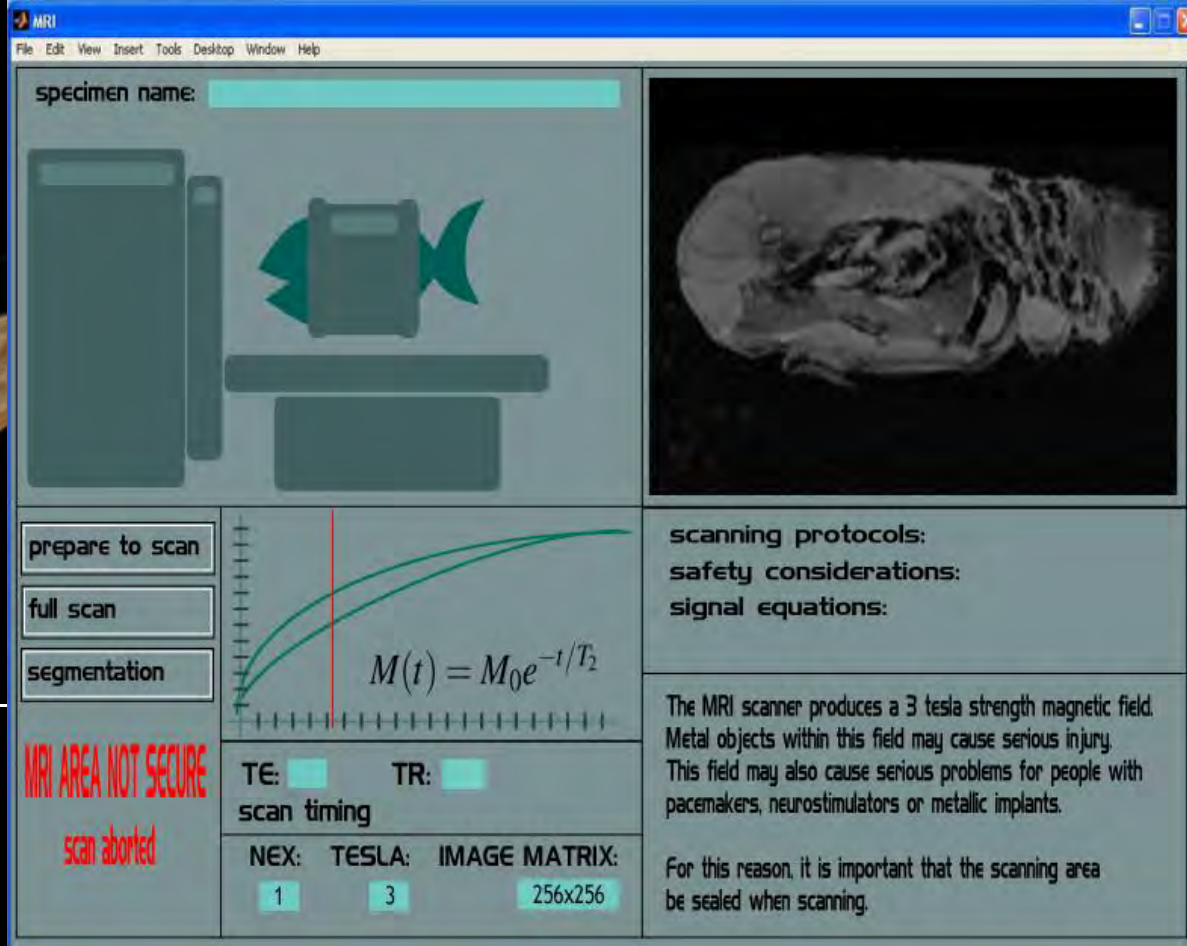 MRI
File Edit View Insert Tools Desktop Window Help
specimen name:
prepare to scan
full scan
segmentation
MRI AREA NOT SECURE
scan aborted
M(t) = M₀e^{-t/T₂}
TE: TR:
scan timing
NEX: TESLA: IMAGE MATRIX:
1 3 256x256
scanning protocols:
safety considerations:
signal equations:
The MRI scanner produces a 3 tesla strength magnetic field.
Metal objects within this field may cause serious injury.
This field may also cause serious problems for people with
pacemakers, neurostimulators or metallic implants.
For this reason, it is important that the scanning area
be sealed when scanning.